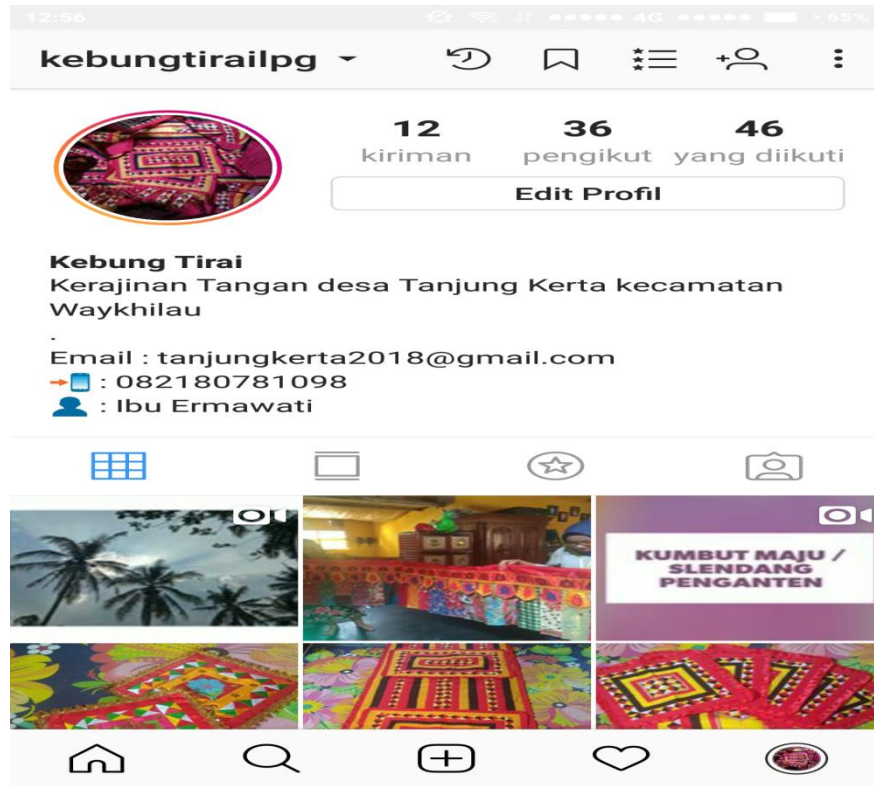 12:56
4G
65%
kebungtirailpg
12
36
46
kiriman
pengikut
yang diikuti
Edit Profil
Kebung Tirai
Kerajinan Tangan desa Tanjung Kerta kecamatan
Waykhilau
.
Email : tanjungkerta2018@gmail.com
: 082180781098
: Ibu Ermawati
KUMBUT MAJU /
SLENDANG
PENGANTEN